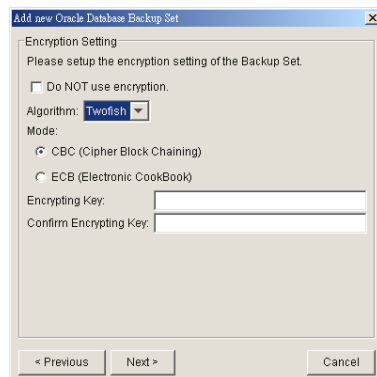 Add new Oracle Database Backup Set
Encryption Setting
Please setup the encryption setting of the Backup Set.
Do NOT use encryption.
Algorithm: Twofish
Mode:
CBC (Cipher Block Chaining)
ECB (Electronic CookBook)
Encrypting Key:
Confirm Encrypting Key:
< Previous Next > Cancel